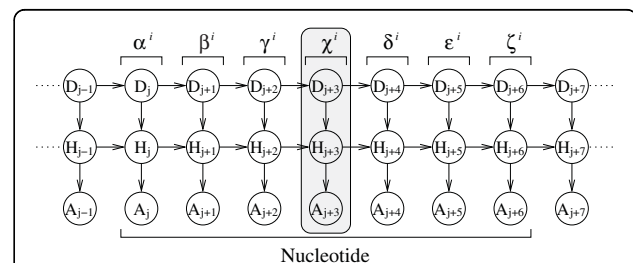 α^i β^i γ^i χ^i δ^i ε^i ζ^i
D_{j-1} D_j D_{j+1} D_{j+2} D_{j+3} D_{j+4} D_{j+5} D_{j+6} D_{j+7}
H_{j-1} H_j H_{j+1} H_{j+2} H_{j+3} H_{j+4} H_{j+5} H_{j+6} H_{j+7}
A_{j-1} A_j A_{j+1} A_{j+2} A_{j+3} A_{j+4} A_{j+5} A_{j+6} A_{j+7}
Nucleotide